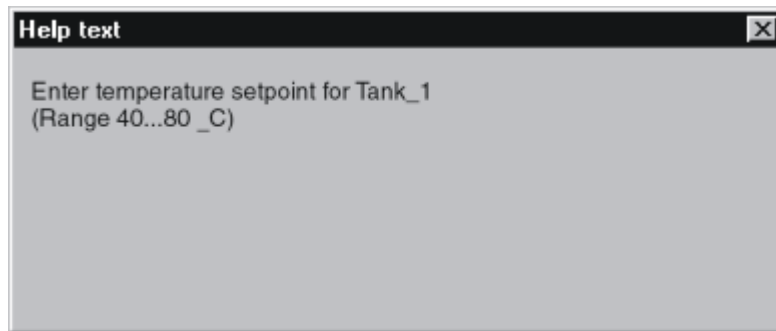 Help text
Enter temperature setpoint for Tank_1
(Range 40...80 _C)